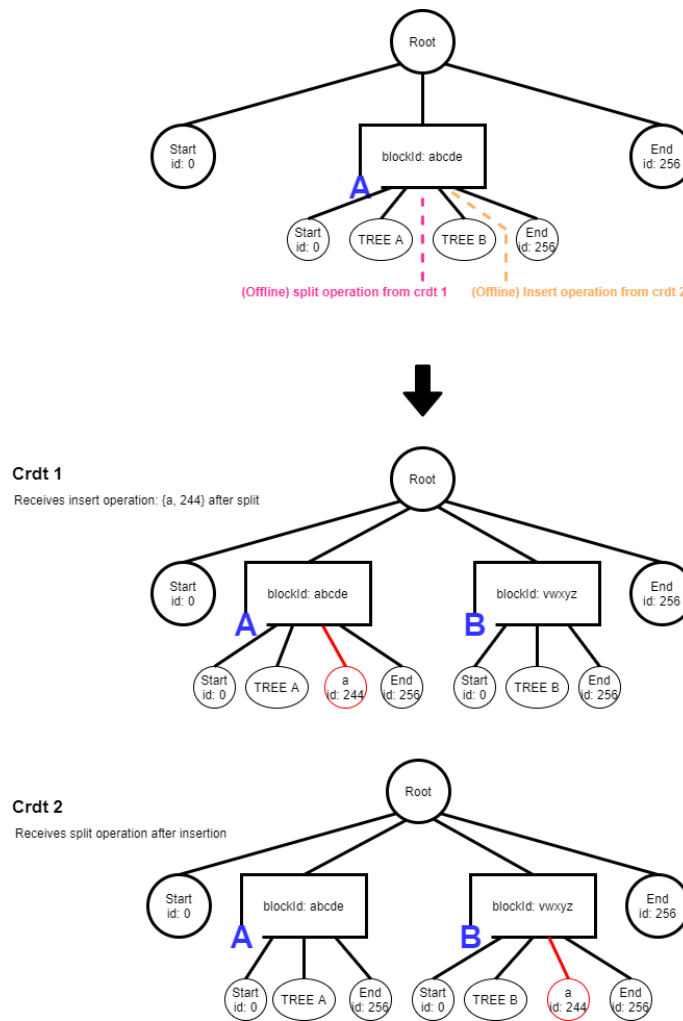 Root
Start
id: 0
blockId: abcde
End
id: 256
A
Start
id: 0
TREE A
TREE B
End
id: 256
(Offline) split operation from crdt 1
(Offline) Insert operation from crdt 2
Crdt 1
Receives insert operation: {a, 244} after split
Root
Start
id: 0
blockId: abcde
blockId: vwxyz
End
id: 256
A
B
Start
id: 0
TREE A
a
id: 244
End
id: 256
Start
id: 0
TREE B
End
id: 256
Crdt 2
Receives split operation after insertion
Root
Start
id: 0
blockId: abcde
blockId: vwxyz
End
id: 256
A
B
Start
id: 0
TREE A
End
id: 256
Start
id: 0
TREE B
a
id: 244
End
id: 256